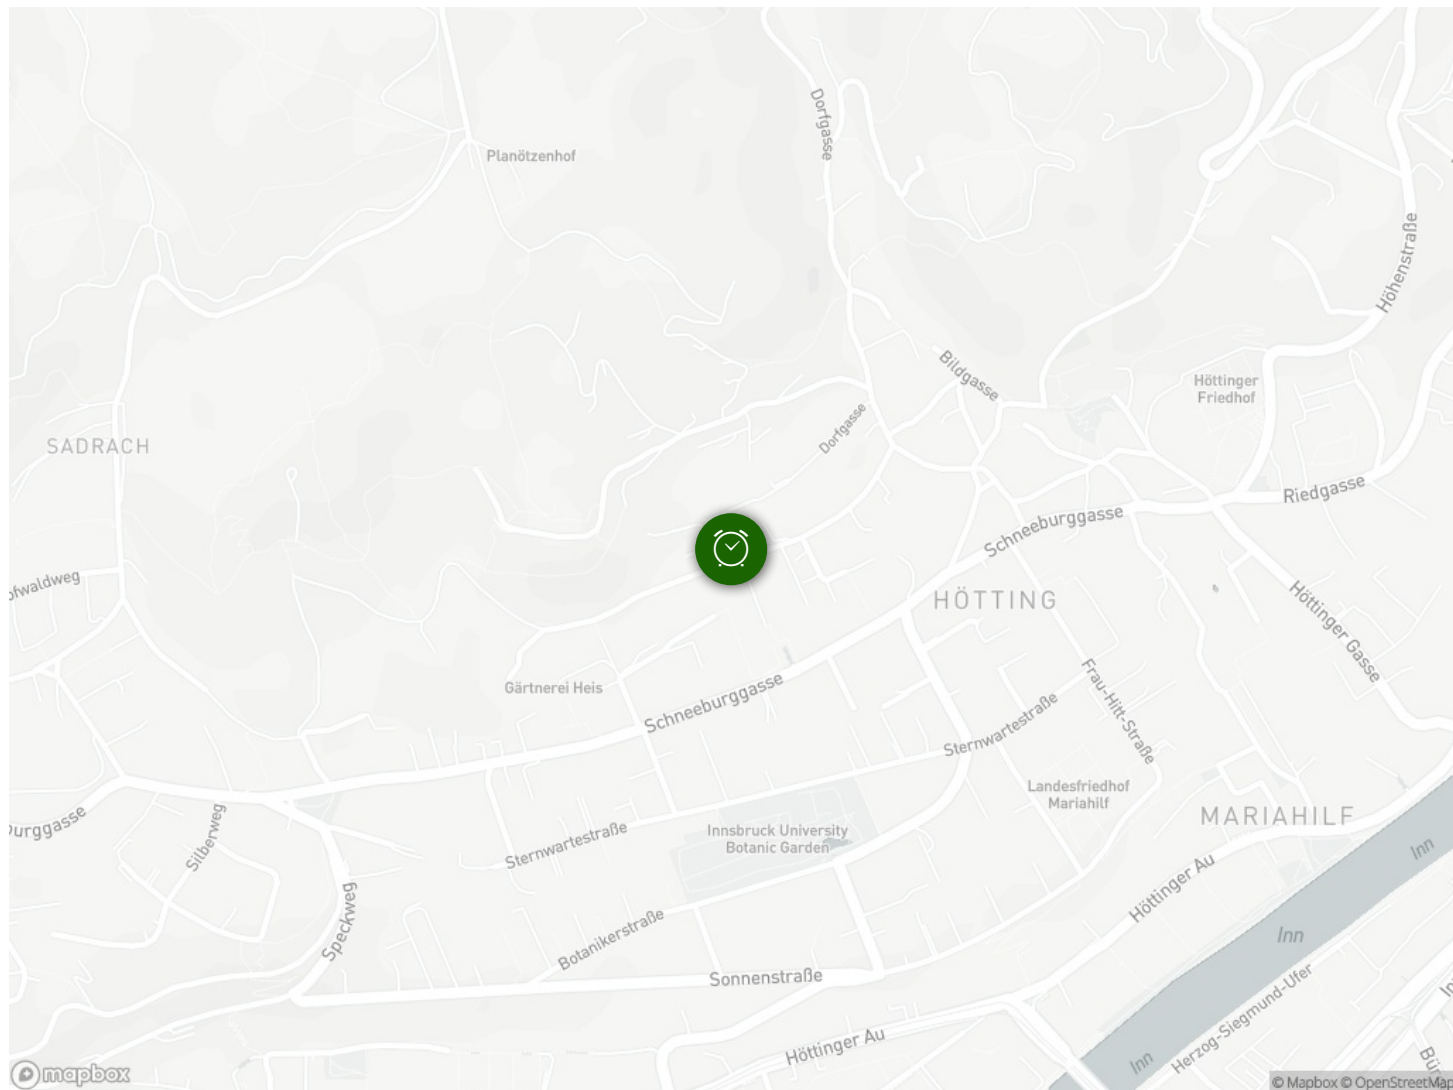 Dorfgasse
Planötzenhof
Höhenstraße
Bildgasse
Höttinger
Friedhof
SADRACH
Dorfgasse
Riedgasse
Schneeburggasse
ofwaldweg
HÖTTING
Höttinger Gasse
Gärtnerei Heis
Schneeburggasse
Frau-Hitt-Straße
Sternwartestraße
Landesfriedhof
Mariahilf
MARIAHILF
burggasse
Silberweg
Sternwartestraße
Innsbruck University
Botanic Garden
Inn
Höttinger Au
Speckweg
Botanikerstraße
Inn
Sonnenstraße
Herzog-Siegmund-Ufer
Höttinger Au
Inn
mapbox
© Mapbox © OpenStreetMap